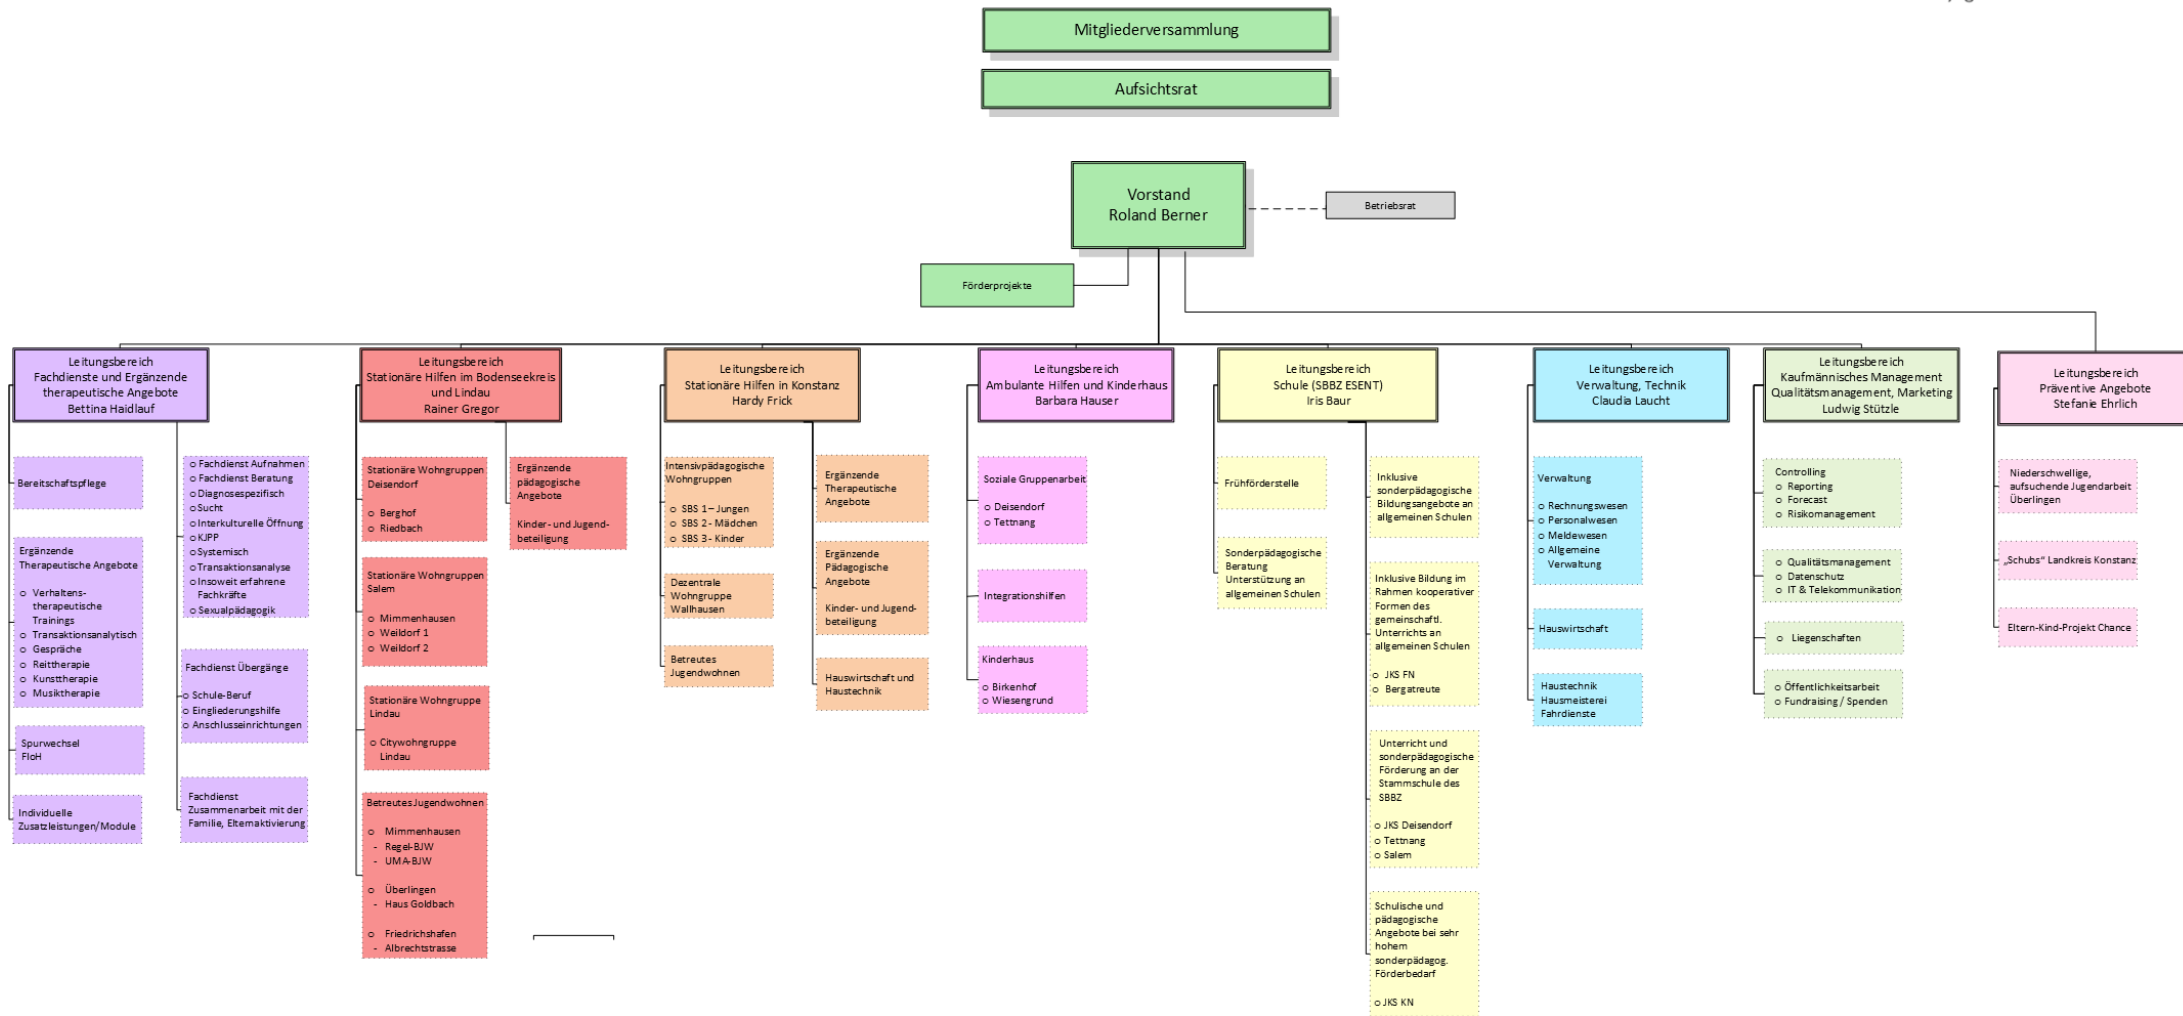 Mitgliederversammlung
Aufsichtsrat
Vorstand
Roland Berner
Betriebsrat
Förderprojekte
Leitungsbereich
Fachdienste und Ergänzende
therapeutische Angebote
Bettina Haidlauf
Bereitschaftspflege
Ergänzende
Therapeutische Angebote
o Verhaltens-
therapeutische
Trainings
o Transaktionsanalytisch
o Gespräche
o Reittherapie
o Kunsttherapie
o Musiktherapie
Spurwechsel
FloH
Individuelle
Zusatzleistungen/Module
o Fachdienst Aufnahmen
o Fachdienst Beratung
o Diagnosespezifisch
o Sucht
o Interkulturelle Öffnung
o KJPP
o Systemisch
o Transaktionsanalyse
o Insoweit erfahrene
Fachkräfte
o Sexualpädagogik
Fachdienst Übergänge
o Schule-Beruf
o Eingliederungshilfe
o Anschlusseinrichtungen
Fachdienst
Zusammenarbeit mit der
Familie, Elternaktivierung
Leitungsbereich
Stationäre Hilfen im Bodenseekreis
und Lindau
Rainer Gregor
Stationäre Wohngruppen
Deisendorf
o Berghof
o Riedbach
Stationäre Wohngruppen
Salem
o Mimmenhausen
o Weildorf 1
o Weildorf 2
Stationäre Wohngruppe
Lindau
o Citywohngruppe
Lindau
Betreutes Jugendwohnen
o Mimmenhausen
- Regel-BJW
- UMA-BJW
o Überlingen
- Haus Goldbach
o Friedrichshafen
- Albrechtstrasse
Ergänzende
pädagogische
Angebote
Kinder- und Jugend-
beteiligung
Leitungsbereich
Stationäre Hilfen in Konstanz
Hardy Frick
Intensivpädagogische
Wohngruppen
o SBS 1 – Jungen
o SBS 2 - Mädchen
o SBS 3 - Kinder
Dezentrale
Wohngruppe
Wallhausen
Betreutes
Jugendwohnen
Ergänzende
Therapeutische
Angebote
Ergänzende
Pädagogische
Angebote
Kinder- und Jugend-
beteiligung
Hauswirtschaft und
Haustechnik
Leitungsbereich
Ambulante Hilfen und Kinderhaus
Barbara Hauser
Soziale Gruppenarbeit
o Deisendorf
o Tettnang
Integrationshilfen
Kinderhaus
o Birkenhof
o Wiesengrund
Leitungsbereich
Schule (SBBZ ESENT)
Iris Baur
Frühförderstelle
Sonderpädagogische
Beratung
Unterstützung an
allgemeinen Schulen
Inklusive
sonderpädagogische
Bildungsangebote an
allgemeinen Schulen
Inklusive Bildung im
Rahmen kooperativer
Formen des
gemeinschaftl.
Unterrichts an
allgemeinen Schulen
o JKS FN
o Bergatreute
Unterricht und
sonderpädagogische
Förderung an der
Stammschule des
SBBZ
o JKS Deisendorf
o Tettnang
o Salem
Schulische und
pädagogische
Angebote bei sehr
hohem
sonderpädagog.
Förderbedarf
o JKS KN
Leitungsbereich
Verwaltung, Technik
Claudia Laucht
Verwaltung
o Rechnungswesen
o Personalwesen
o Meldewesen
o Allgemeine
Verwaltung
Hauswirtschaft
Haustechnik
Hausmeisterei
Fahrdienste
Leitungsbereich
Kaufmännisches Management
Qualitätsmanagement, Marketing
Ludwig Stützle
Controlling
o Reporting
o Forecast
o Risikomanagement
o Qualitätsmanagement
o Datenschutz
o IT & Telekommunikation
o Liegenschaften
o Öffentlichkeitsarbeit
o Fundraising / Spenden
Leitungsbereich
Präventive Angebote
Stefanie Ehrlich
Niederschwellige,
aufsuchende Jugendarbeit
Überlingen
„Schubs“ Landkreis Konstanz
Eltern-Kind-Projekt Chance